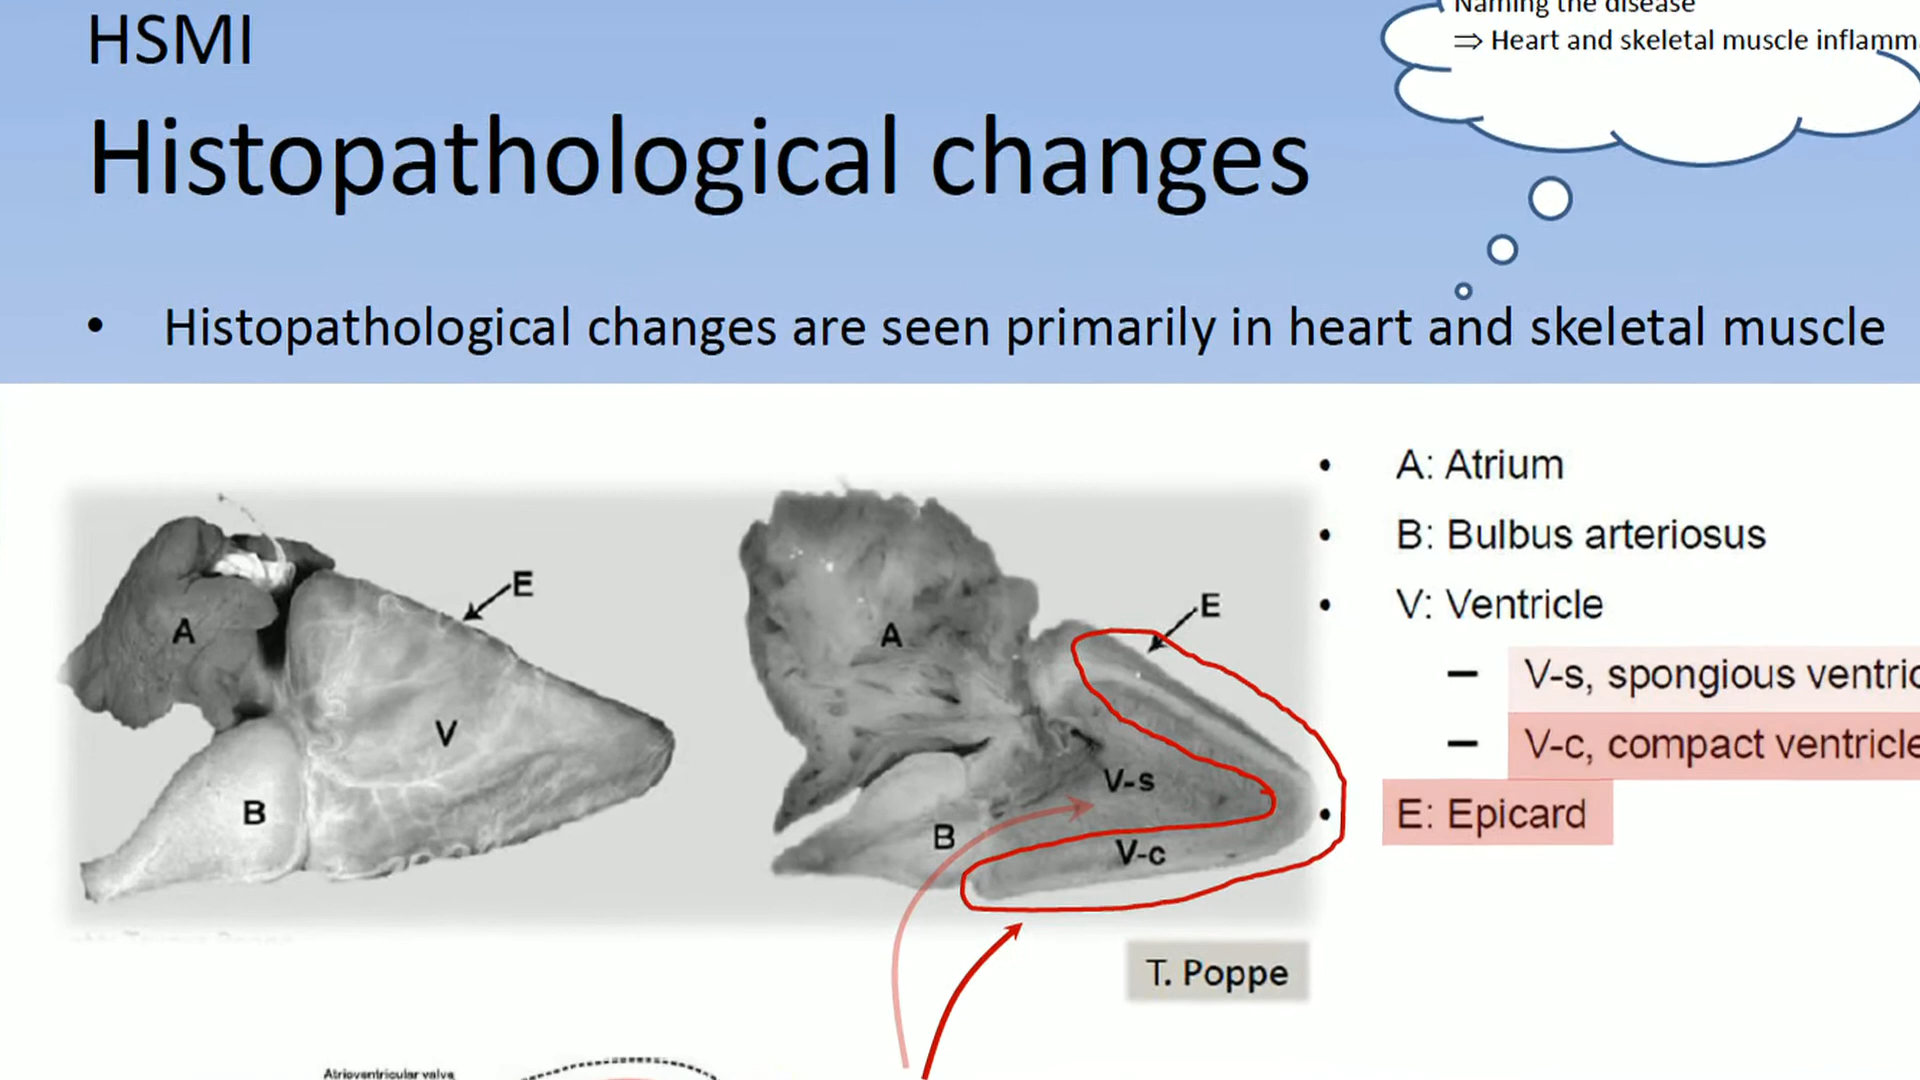 HSMI
Naming the disease
⇒ Heart and skeletal muscle inflamm
Histopathological changes
• Histopathological changes are seen primarily in heart and skeletal muscle
E
A
V
B
E
A
V-s
B
V-c
• A: Atrium
• B: Bulbus arteriosus
• V: Ventricle
– V-s, spongious ventric
– V-c, compact ventricle
• E: Epicard
T. Poppe
Atrioventricular valve